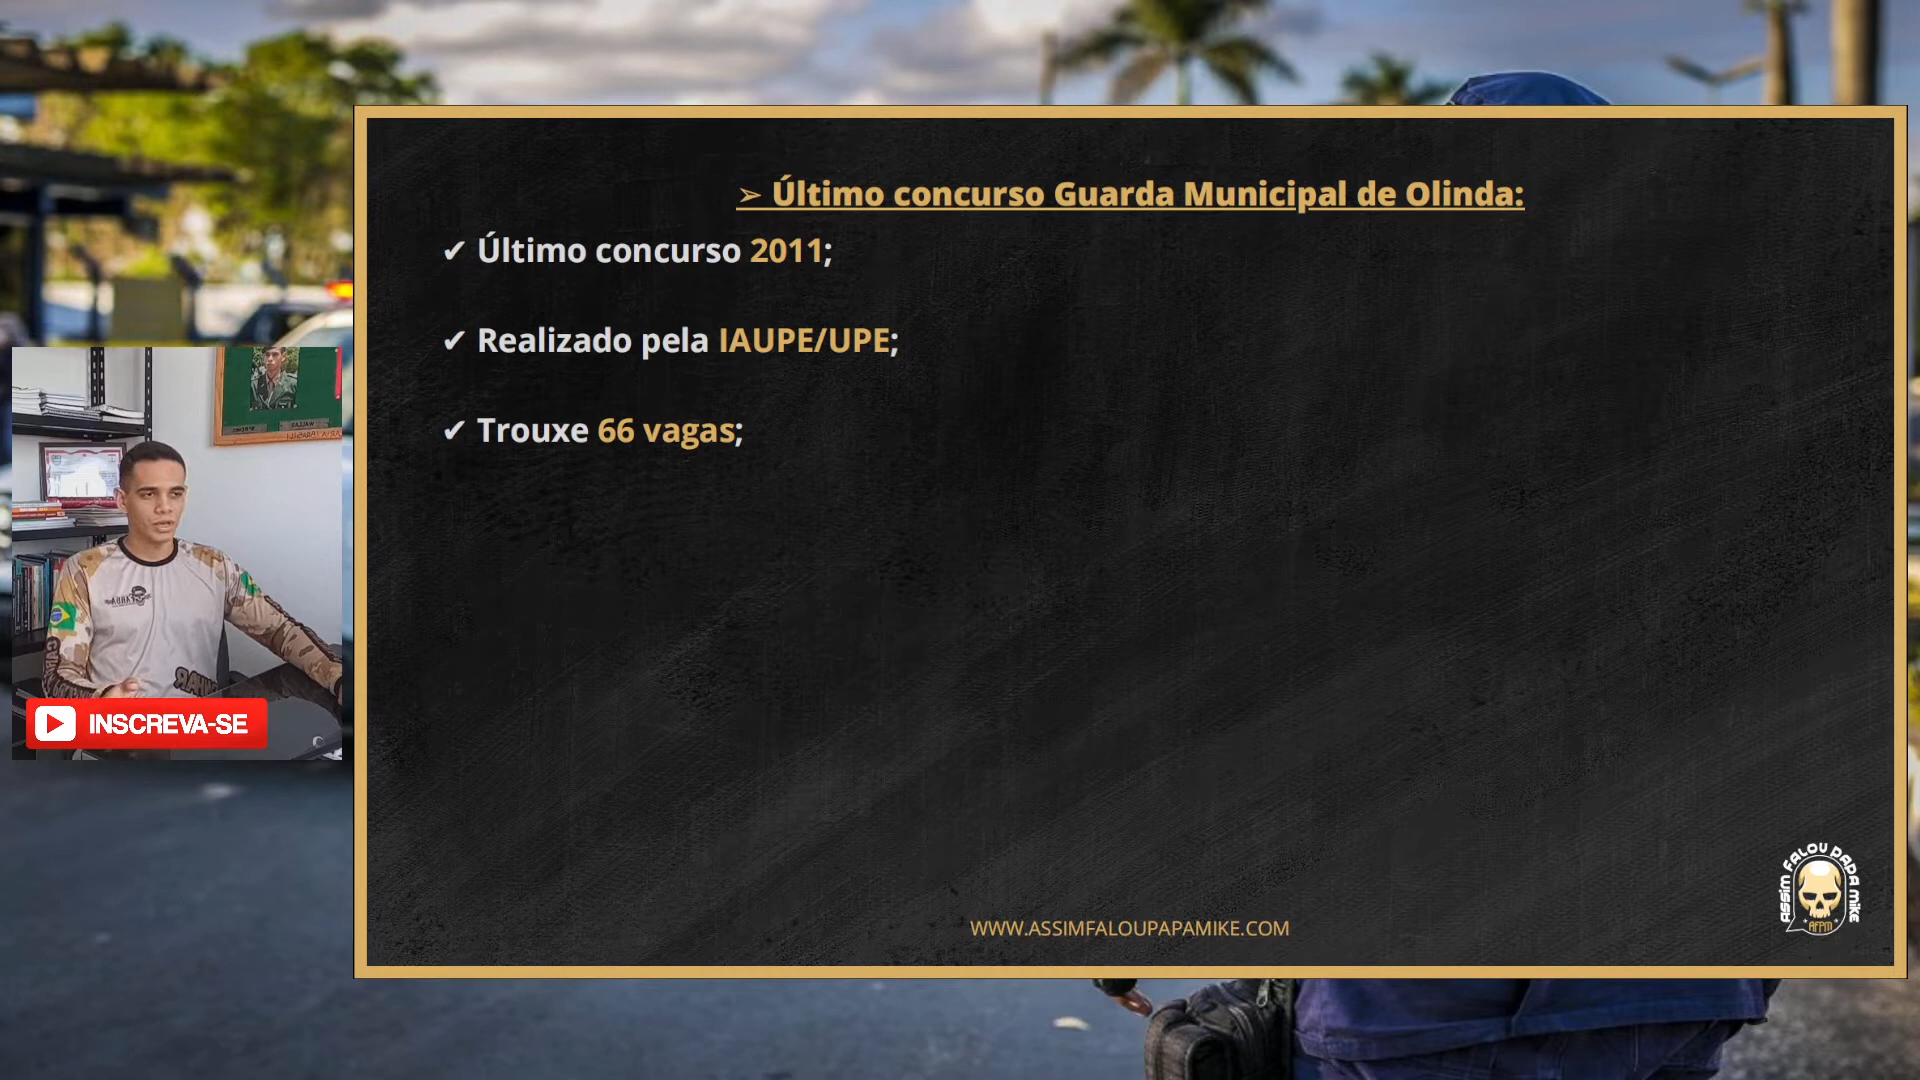 ➢ Último concurso Guarda Municipal de Olinda:
✔ Último concurso 2011;
✔ Realizado pela IAUPE/UPE;
✔ Trouxe 66 vagas;
INSCREVA-SE
WWW.ASSIMFALOUPAPAMIKE.COM
ASSIM FALOU PAPA MIKE
AFPM